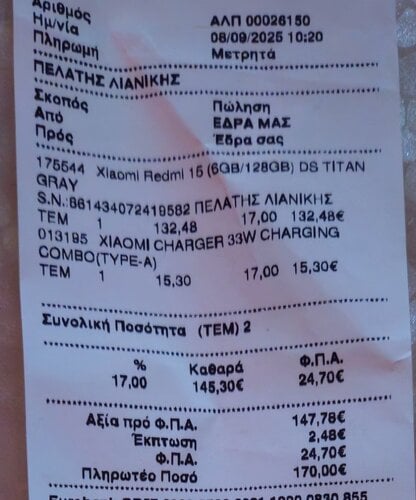 Αριθμός ΑΛΠ 00026150
Ημ/νία 08/09/2025 10:20
Πληρωμή Μετρητά
ΠΕΛΑΤΗΣ ΛΙΑΝΙΚΗΣ
Σκοπός Πώληση
Από ΕΔΡΑ ΜΑΣ
Προς Έδρα σας
175544 Xiaomi Redmi 15 (6GB/128GB) DS TITAN
GRAY
S.N.:861434072419582 ΠΕΛΑΤΗΣ ΛΙΑΝΙΚΗΣ
ΤΕΜ 1 132,48 17,00 132,48€
013195 XIAOMI CHARGER 33W CHARGING
COMBO(TYPE-A)
ΤΕΜ 1 15,30 17,00 15,30€
Συνολική Ποσότητα (ΤΕΜ) 2
% Καθαρά Φ.Π.Α.
17,00 145,30€ 24,70€
Αξία πρό Φ.Π.Α. 147,78€
Έκπτωση 2,48€
Φ.Π.Α. 24,70€
Πληρωτέο Ποσό 170,00€